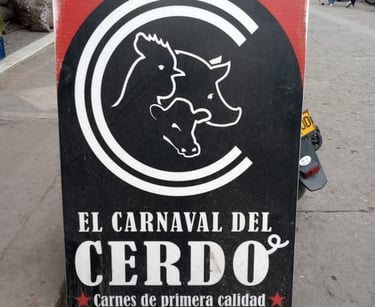 EL CARNAVAL DEL
CERDO
Carnes de primera calidad